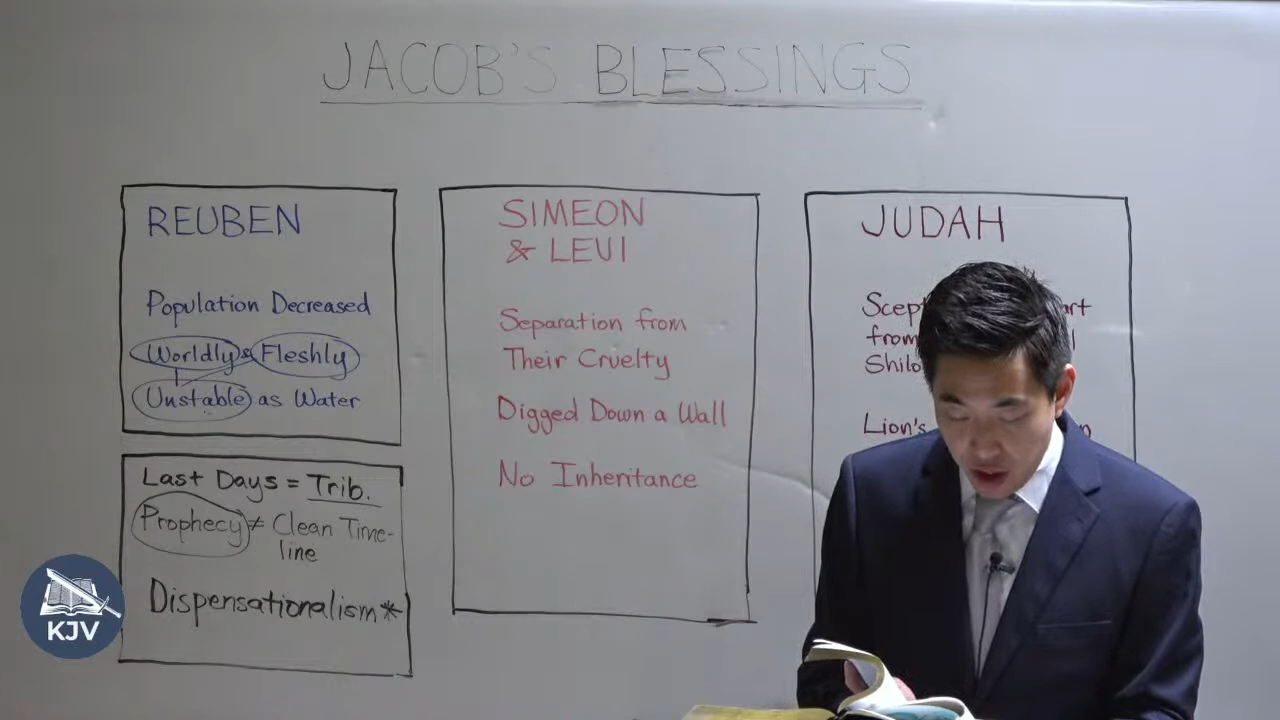 JACOB'S BLESSINGS
REUBEN
Population Decreased
Worldly & Fleshly
Unstable as Water
Last Days = Trib.
Prophecy ≠ Clean Time-
line
Dispensationalism*
SIMEON
& LEVI
Separation from
Their Cruelty
Digged Down a Wall
No Inheritance
JUDAH
from
Lion's
KJV